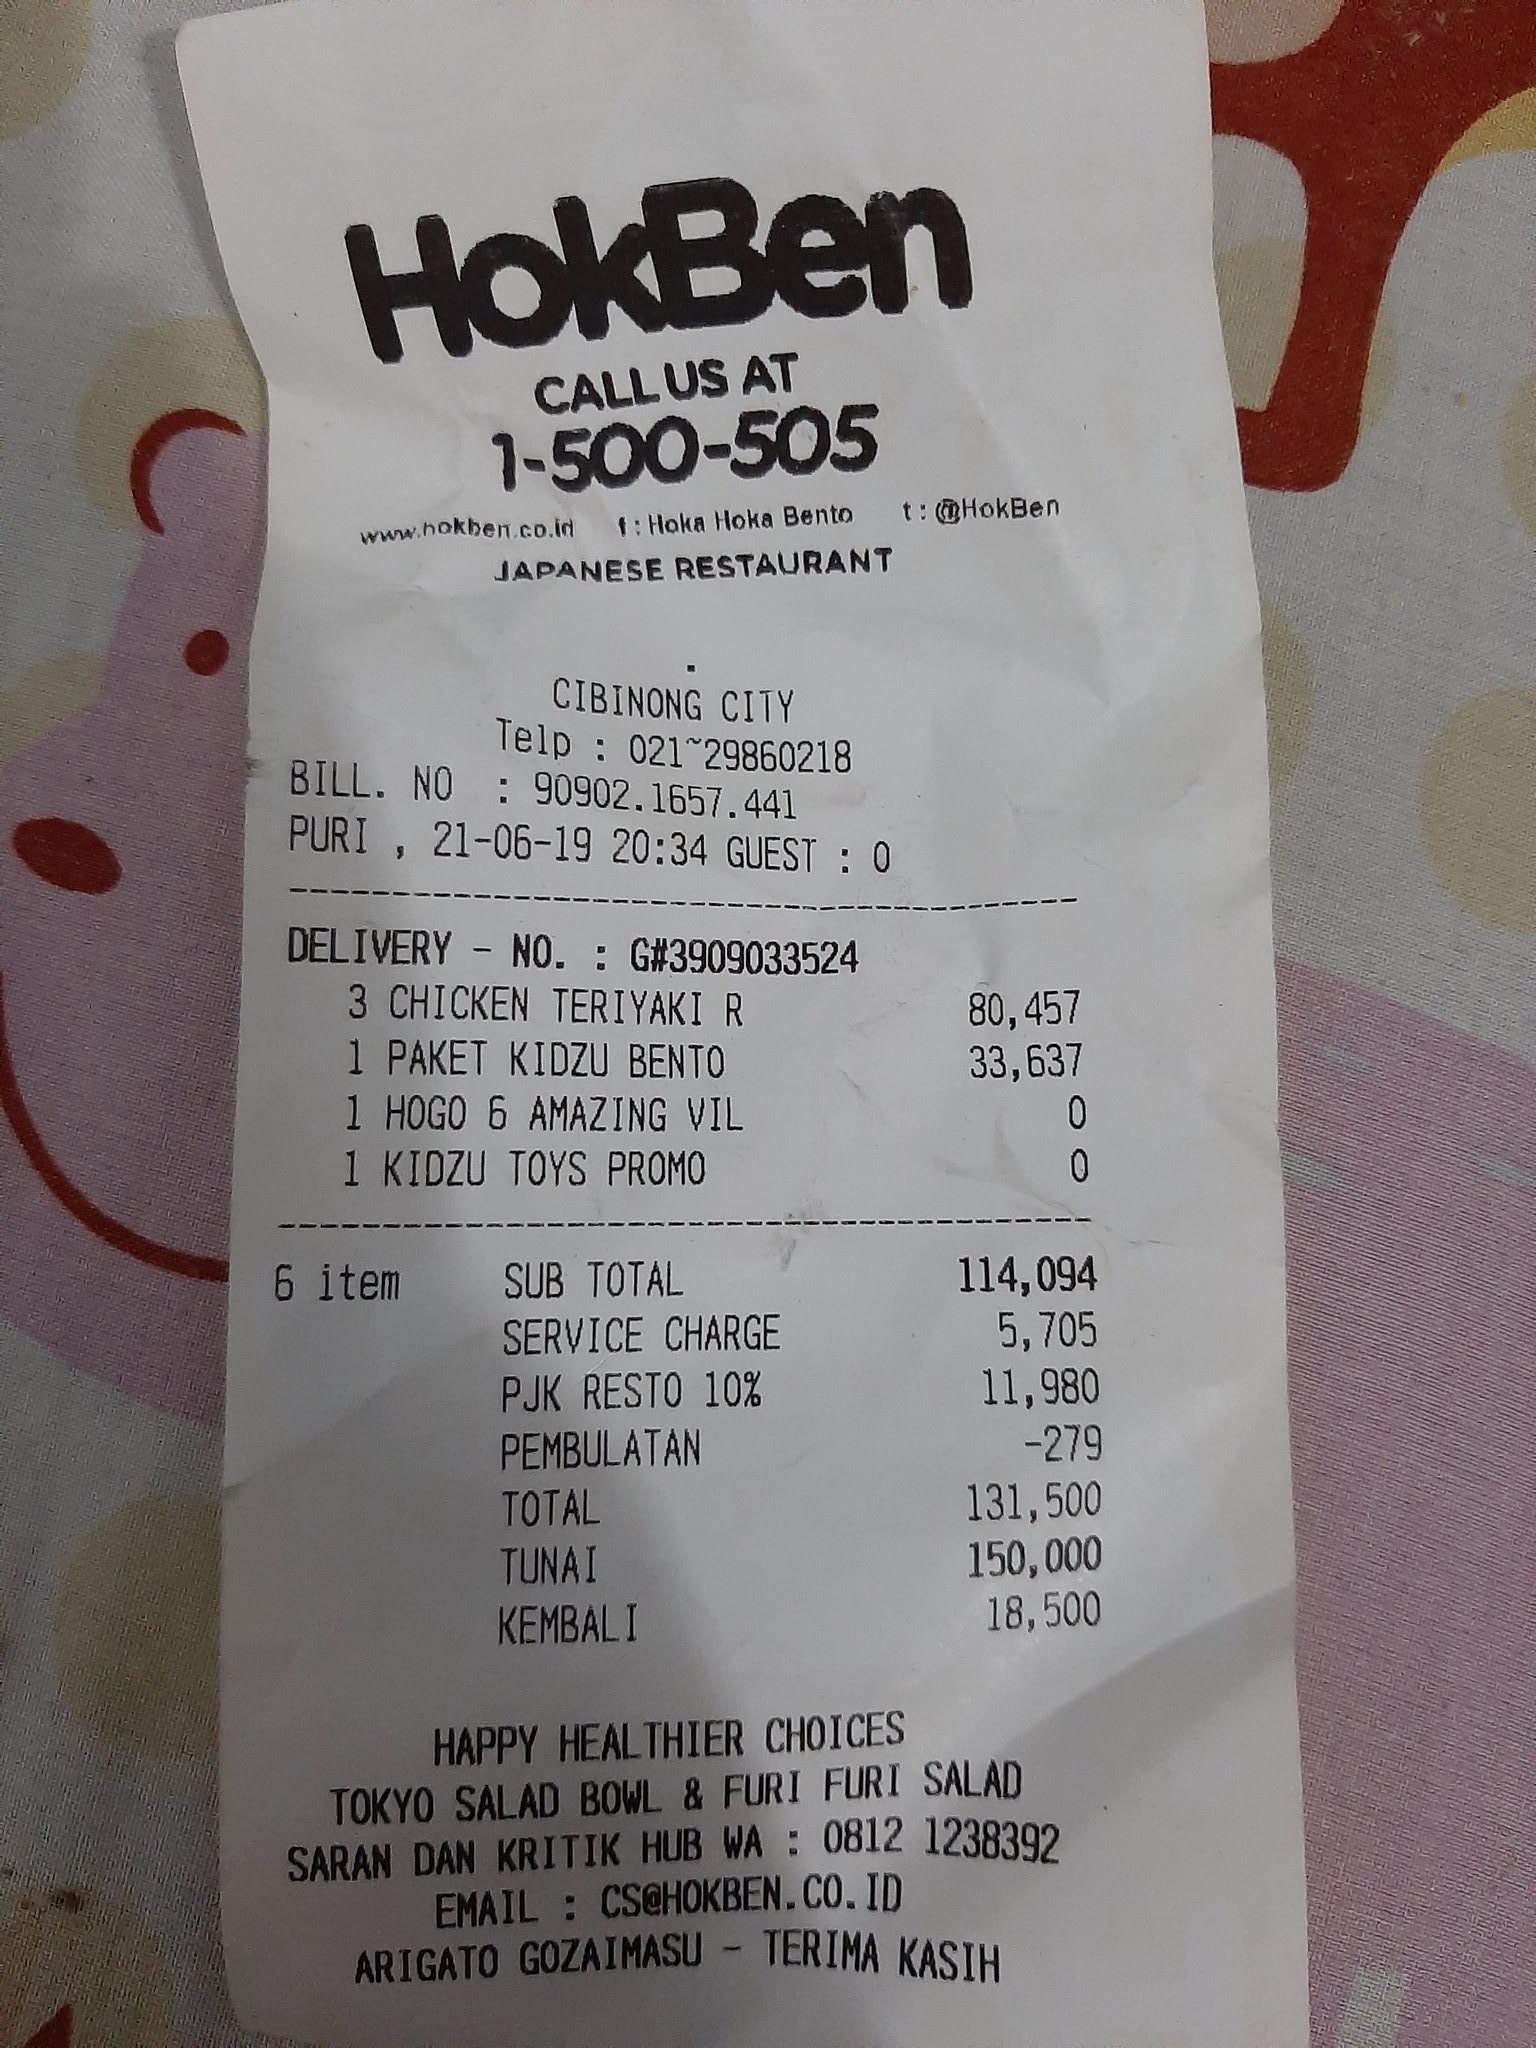 HokBen
CALL US AT
1-500-505
www.hokben.co.id f : Hoka Hoka Bento t : @HokBen
JAPANESE RESTAURANT
.
CIBINONG CITY
Telp : 021~29860218
BILL. NO : 90902.1657.441
PURI , 21-06-19 20:34 GUEST : 0
DELIVERY - NO. : G#3909033524
3 CHICKEN TERIYAKI R 80,457
1 PAKET KIDZU BENTO 33,637
1 HOGO 6 AMAZING VIL 0
1 KIDZU TOYS PROMO 0
6 item SUB TOTAL 114,094
SERVICE CHARGE 5,705
PJK RESTO 10% 11,980
PEMBULATAN -279
TOTAL 131,500
TUNAI 150,000
KEMBALI 18,500
HAPPY HEALTHIER CHOICES
TOKYO SALAD BOWL & FURI FURI SALAD
SARAN DAN KRITIK HUB WA : 0812 1238392
EMAIL : CS@HOKBEN.CO.ID
ARIGATO GOZAIMASU - TERIMA KASIH